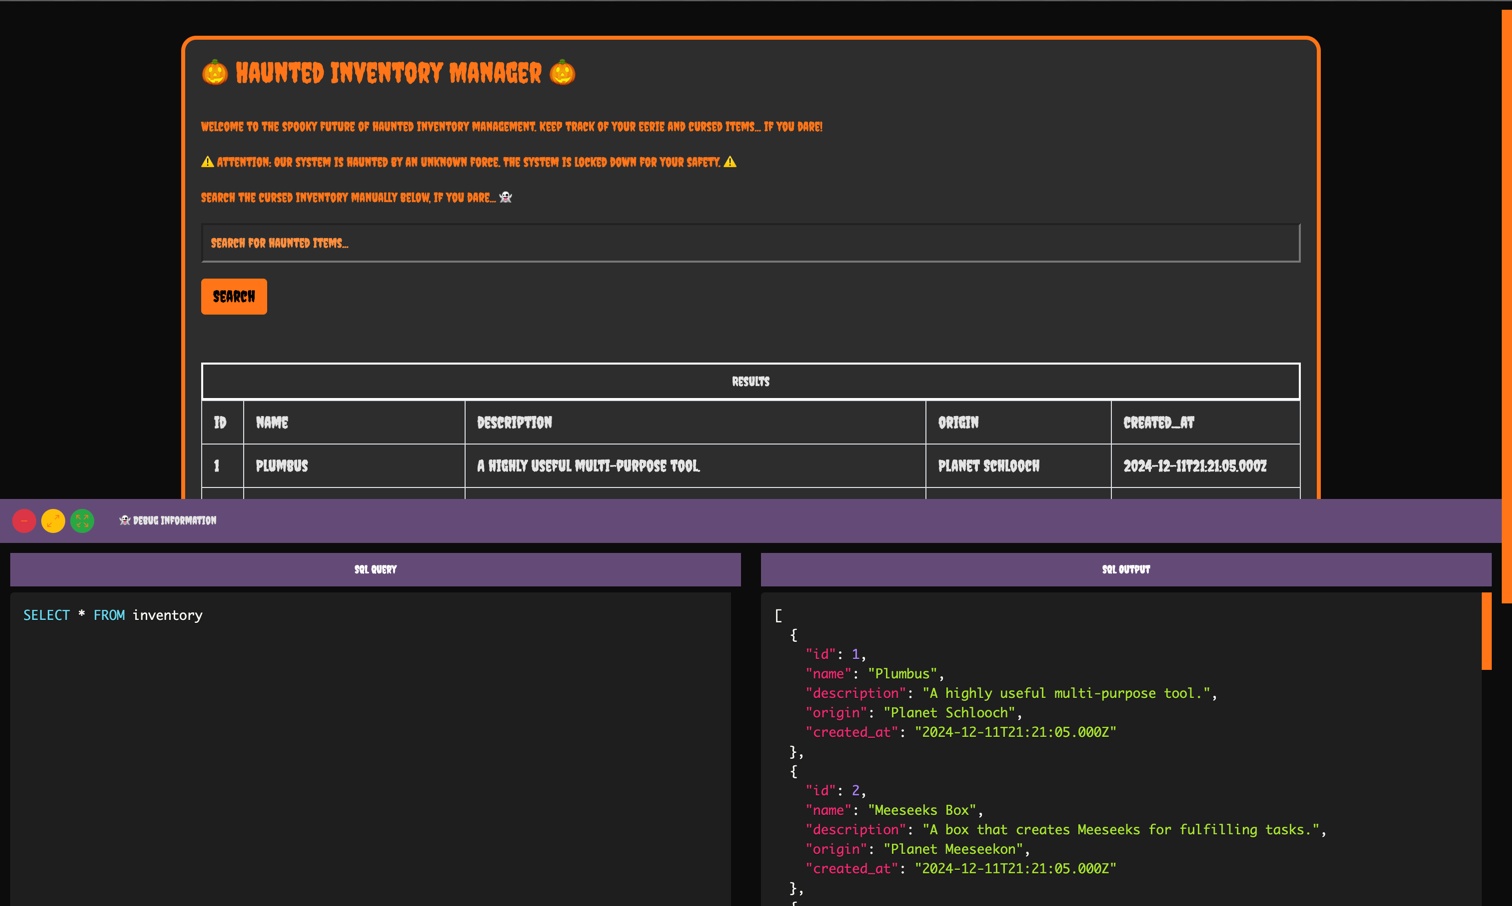 🎃 HAUNTED INVENTORY MANAGER 🎃
WELCOME TO THE SPOOKY FUTURE OF HAUNTED INVENTORY MANAGEMENT. KEEP TRACK OF YOUR EERIE AND CURSED ITEMS... IF YOU DARE!
⚠️ ATTENTION: OUR SYSTEM IS HAUNTED BY AN UNKNOWN FORCE. THE SYSTEM IS LOCKED DOWN FOR YOUR SAFETY. ⚠️
SEARCH THE CURSED INVENTORY MANUALLY BELOW, IF YOU DARE... 👻
SEARCH FOR HAUNTED ITEMS...
SEARCH
RESULTS
ID NAME DESCRIPTION ORIGIN CREATED_AT
1 PLUMBUS A HIGHLY USEFUL MULTI-PURPOSE TOOL. PLANET SCHLOOCH 2024-12-11T21:21:05.000Z
👻 DEBUG INFORMATION
SQL QUERY
SELECT * FROM inventory
SQL OUTPUT
[
{
"id": 1,
"name": "Plumbus",
"description": "A highly useful multi-purpose tool.",
"origin": "Planet Schlooch",
"created_at": "2024-12-11T21:21:05.000Z"
},
{
"id": 2,
"name": "Meeseeks Box",
"description": "A box that creates Meeseeks for fulfilling tasks.",
"origin": "Planet Meeseekon",
"created_at": "2024-12-11T21:21:05.000Z"
},
{